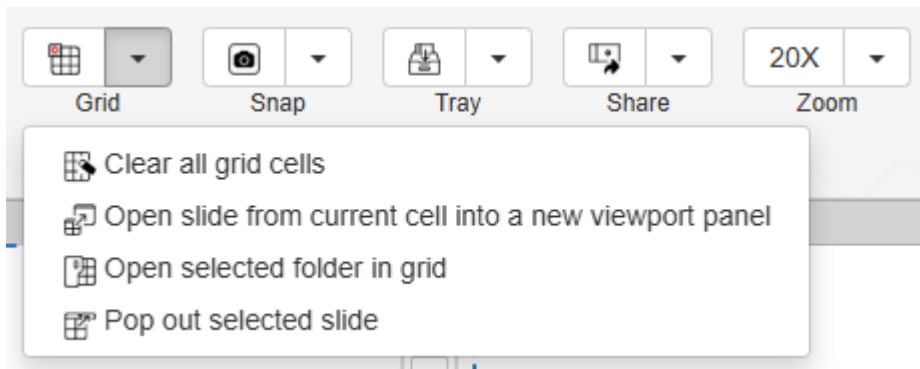 20X
Grid
Snap
Tray
Share
Zoom
Clear all grid cells
Open slide from current cell into a new viewport panel
Open selected folder in grid
Pop out selected slide